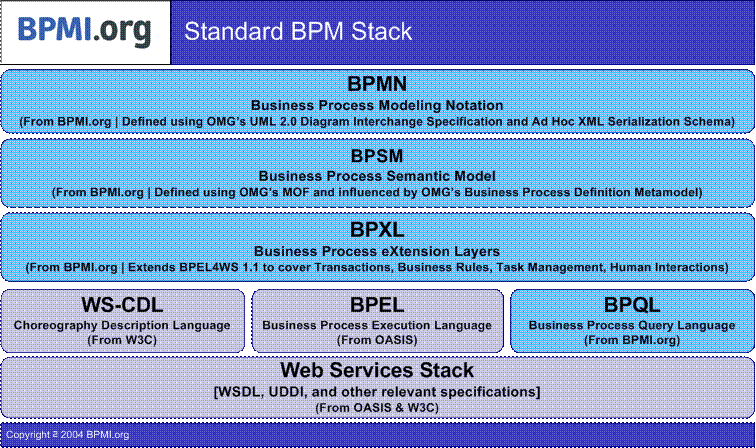 BPMI.org
Standard BPM Stack
BPMN
Business Process Modeling Notation
(From BPMI.org | Defined using OMG's UML 2.0 Diagram Interchange Specification and Ad Hoc XML Serialization Schema)
BPSM
Business Process Semantic Model
(From BPMI.org | Defined using OMG's MOF and influenced by OMG's Business Process Definition Metamodel)
BPXL
Business Process eXtension Layers
(From BPMI.org | Extends BPEL4WS 1.1 to cover Transactions, Business Rules, Task Management, Human Interactions)
WS-CDL
Choreography Description Language
(From W3C)
BPEL
Business Process Execution Language
(From OASIS)
BPQL
Business Process Query Language
(From BPMI.org)
Web Services Stack
[WSDL, UDDI, and other relevant specifications]
(From OASIS & W3C)
Copyright ª 2004 BPMI.org